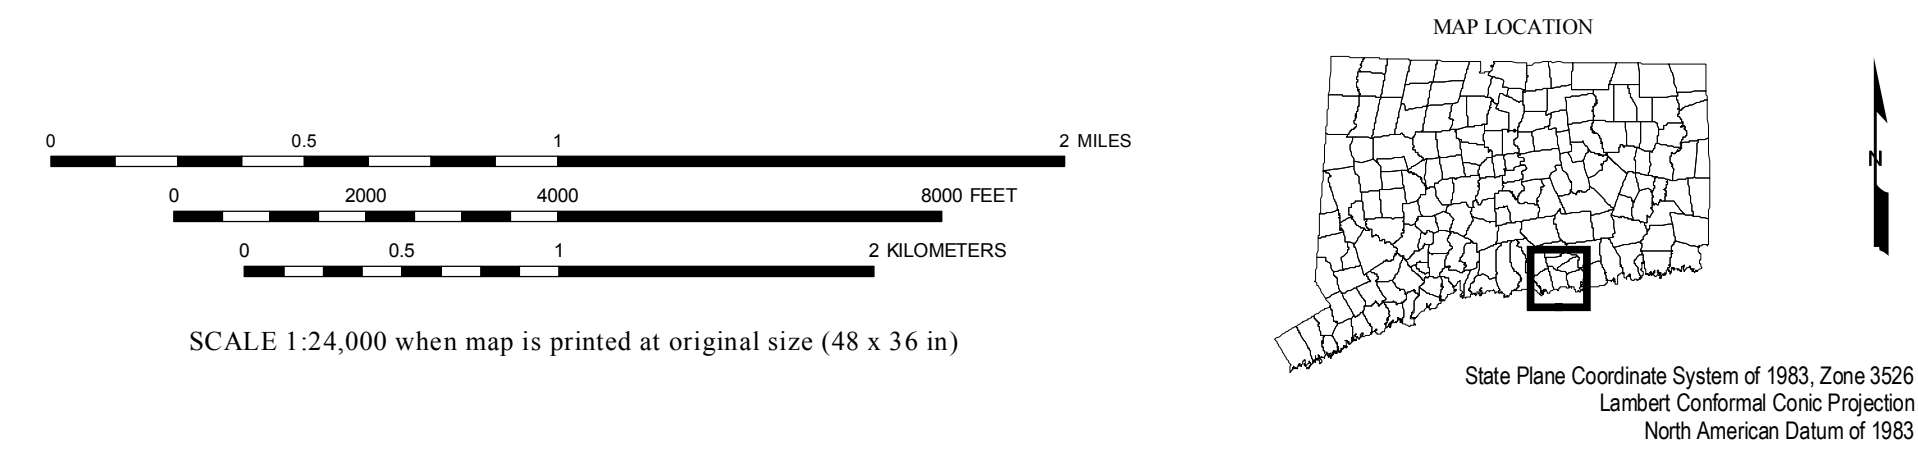 0 0.5 1 2 MILES
0 2000 4000 8000 FEET
0 0.5 1 2 KILOMETERS
SCALE 1:24,000 when map is printed at original size (48 x 36 in)
MAP LOCATION
N
State Plane Coordinate System of 1983, Zone 3526
Lambert Conformal Conic Projection
North American Datum of 1983